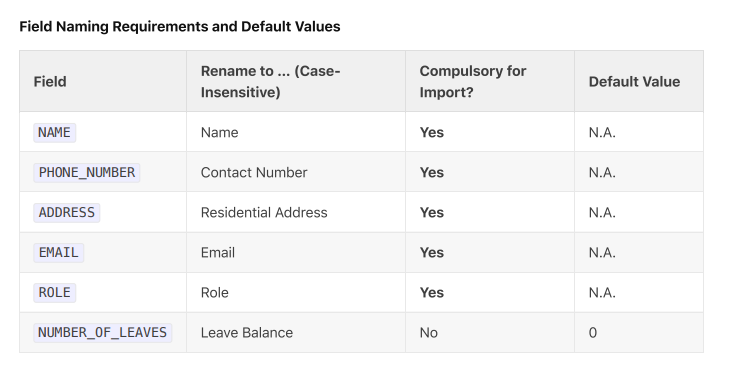 Field Naming Requirements and Default Values
Field Rename to ... (Case-Insensitive) Compulsory for Import? Default Value
NAME Name Yes N.A.
PHONE_NUMBER Contact Number Yes N.A.
ADDRESS Residential Address Yes N.A.
EMAIL Email Yes N.A.
ROLE Role Yes N.A.
NUMBER_OF_LEAVES Leave Balance No 0